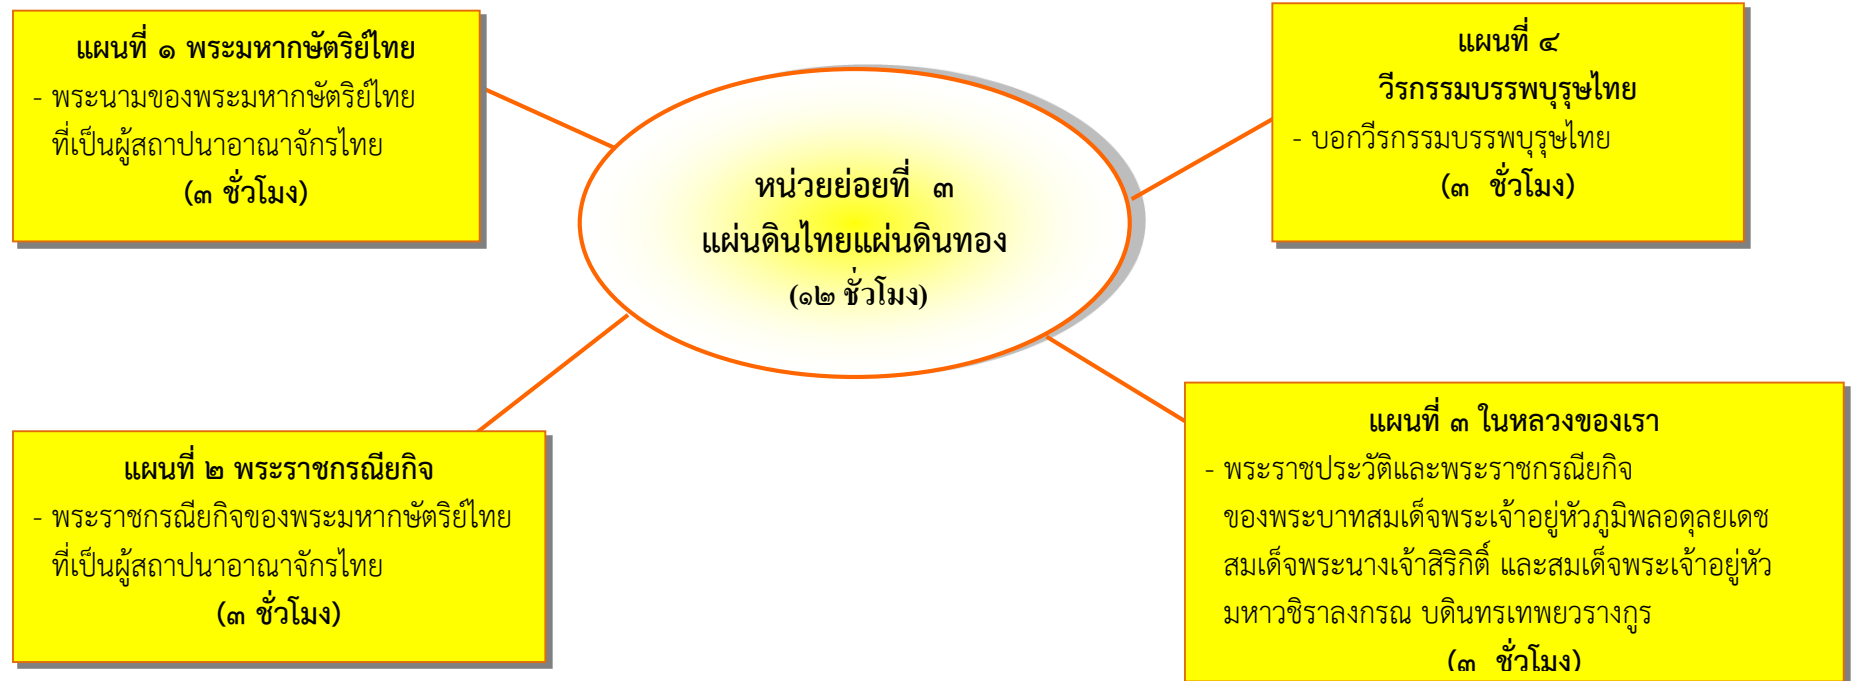 แผนที่ ๑ พระมหากษัตริย์ไทย
- พระนามของพระมหากษัตริย์ไทย
ที่เป็นผู้สถาปนาอาณาจักรไทย
(๓ ชั่วโมง)
หน่วยย่อยที่ ๓
แผ่นดินไทยแผ่นดินทอง
(๑๒ ชั่วโมง)
แผนที่ ๔
วีรกรรมบรรพบุรุษไทย
- บอกวีรกรรมบรรพบุรุษไทย
(๓ ชั่วโมง)
แผนที่ ๒ พระราชกรณียกิจ
- พระราชกรณียกิจของพระมหากษัตริย์ไทย
ที่เป็นผู้สถาปนาอาณาจักรไทย
(๓ ชั่วโมง)
แผนที่ ๓ ในหลวงของเรา
- พระราชประวัติและพระราชกรณียกิจ
ของพระบาทสมเด็จพระเจ้าอยู่หัวภูมิพลอดุลยเดช
สมเด็จพระนางเจ้าสิริกิติ์ และสมเด็จพระเจ้าอยู่หัว
มหาวชิราลงกรณ บดินทรเทพยวรางกูร
(๓ ชั่วโมง)